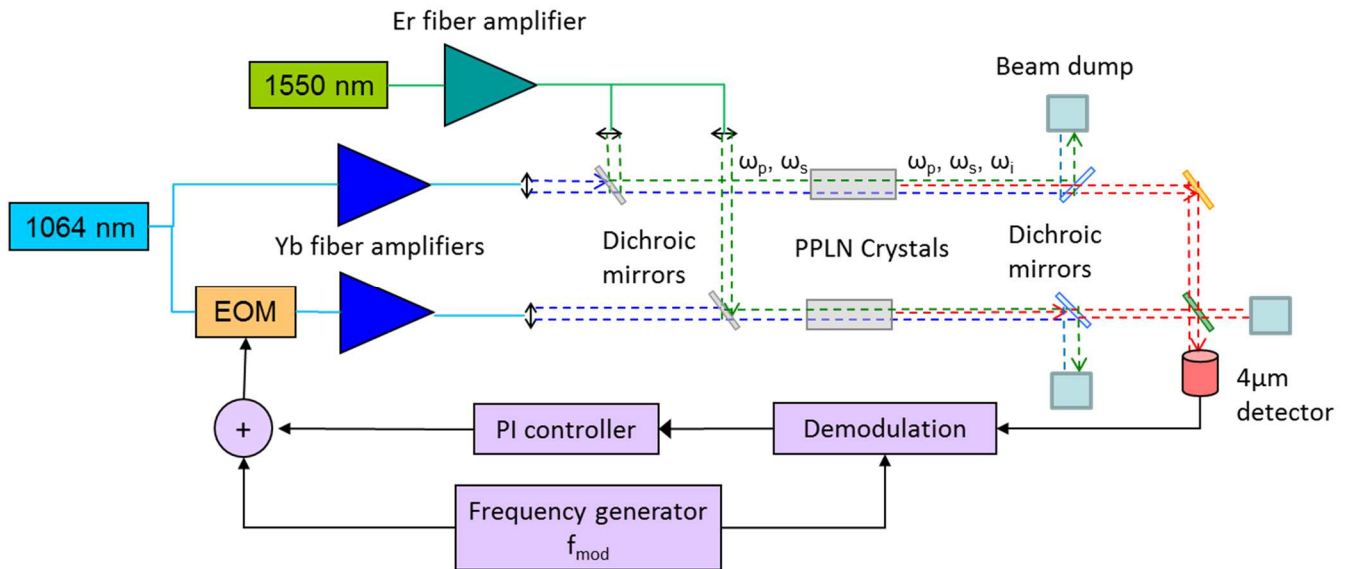 Er fiber amplifier
1550 nm
Beam dump
ωp, ωs
ωp, ωs, ωi
1064 nm
Yb fiber amplifiers
Dichroic
mirrors
PPLN Crystals
Dichroic
mirrors
EOM
4μm
detector
+
PI controller
Demodulation
Frequency generator
fmod